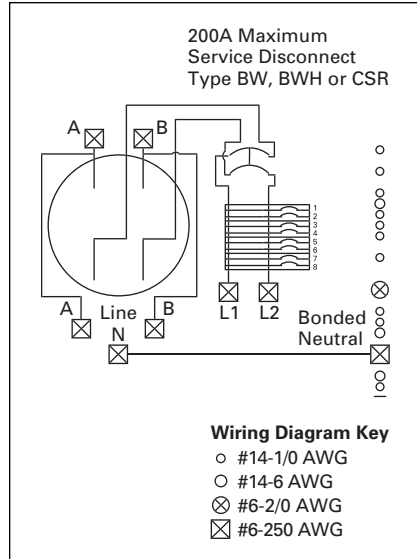 200A Maximum
Service Disconnect
Type BW, BWH or CSR
A
B
1
2
3
4
5
6
7
8
A
Line
B
L1
L2
N
Bonded
Neutral
Wiring Diagram Key
#14-1/0 AWG
#14-6 AWG
#6-2/0 AWG
#6-250 AWG